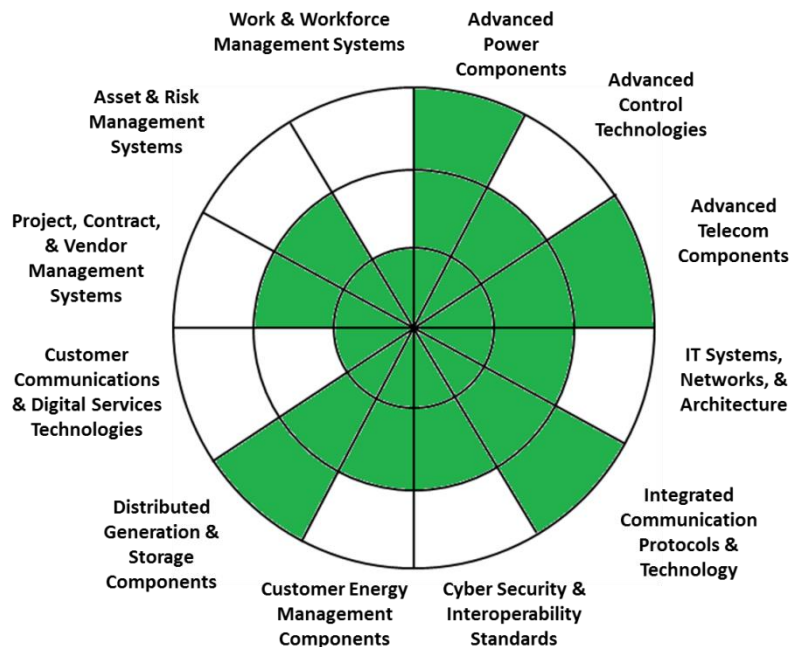 Work & Workforce
Management Systems
Advanced
Power
Components
Advanced
Control
Technologies
Advanced
Telecom
Components
IT Systems,
Networks, &
Architecture
Integrated
Communication
Protocols &
Technology
Cyber Security &
Interoperability
Standards
Customer Energy
Management
Components
Distributed
Generation &
Storage
Components
Customer
Communications
& Digital Services
Technologies
Project, Contract,
& Vendor
Management
Systems
Asset & Risk
Management
Systems